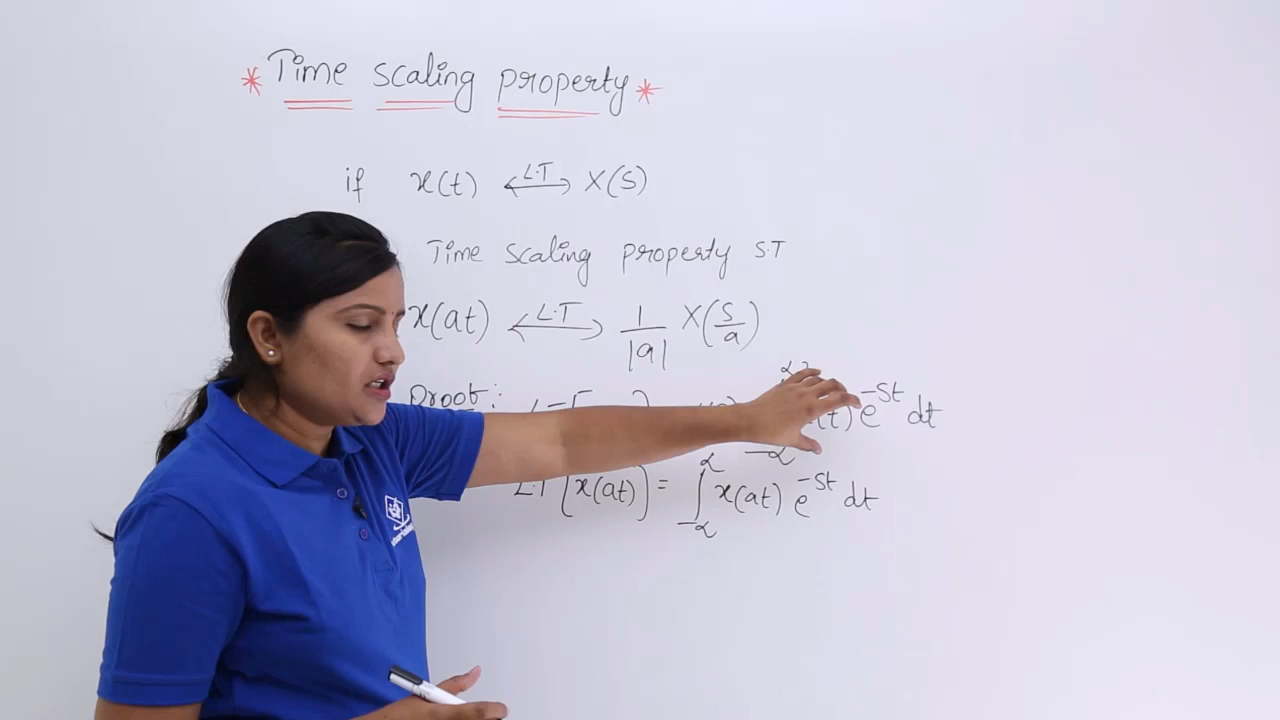 * Time scaling property *
if x(t) <-L.T-> X(S)
Time scaling property S.T
x(at) <-L.T-> 1/|a| X(S/a)
Proof: (t) e^-St dt
L.T [x(at)] = ∫_-∞^∞ x(at) e^-St dt